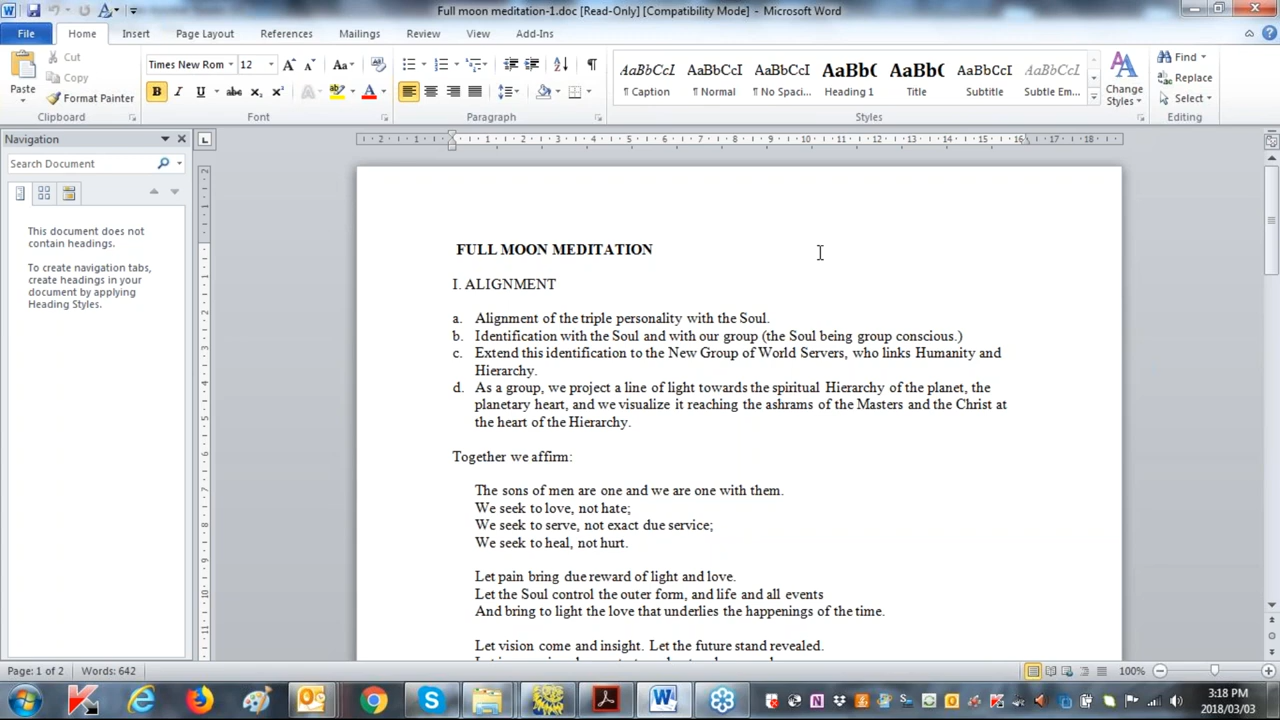 Full moon meditation-1.doc [Read-Only] [Compatibility Mode] - Microsoft Word
File Home Insert Page Layout References Mailings Review View Add-Ins
Paste
Cut
Copy
Format Painter
Clipboard
Times New Rom 12
Font
Paragraph
AaBbCcI AaBbCcI AaBbCcI AaBb( AaBb( AaBbCcI AaBbCcI
¶ Caption ¶ Normal ¶ No Spaci... Heading 1 Title Subtitle Subtle Em...
Change Styles
Styles
Find
Replace
Select
Editing
Navigation
Search Document
This document does not
contain headings.
To create navigation tabs,
create headings in your
document by applying
Heading Styles.
FULL MOON MEDITATION
I. ALIGNMENT
a. Alignment of the triple personality with the Soul.
b. Identification with the Soul and with our group (the Soul being group conscious.)
c. Extend this identification to the New Group of World Servers, who links Humanity and
Hierarchy.
d. As a group, we project a line of light towards the spiritual Hierarchy of the planet, the
planetary heart, and we visualize it reaching the ashrams of the Masters and the Christ at
the heart of the Hierarchy.
Together we affirm:
The sons of men are one and we are one with them.
We seek to love, not hate;
We seek to serve, not exact due service;
We seek to heal, not hurt.
Let pain bring due reward of light and love.
Let the Soul control the outer form, and life and all events
And bring to light the love that underlies the happenings of the time.
Let vision come and insight. Let the future stand revealed.
Page: 1 of 2 Words: 642
100%
3:18 PM
2018/03/03